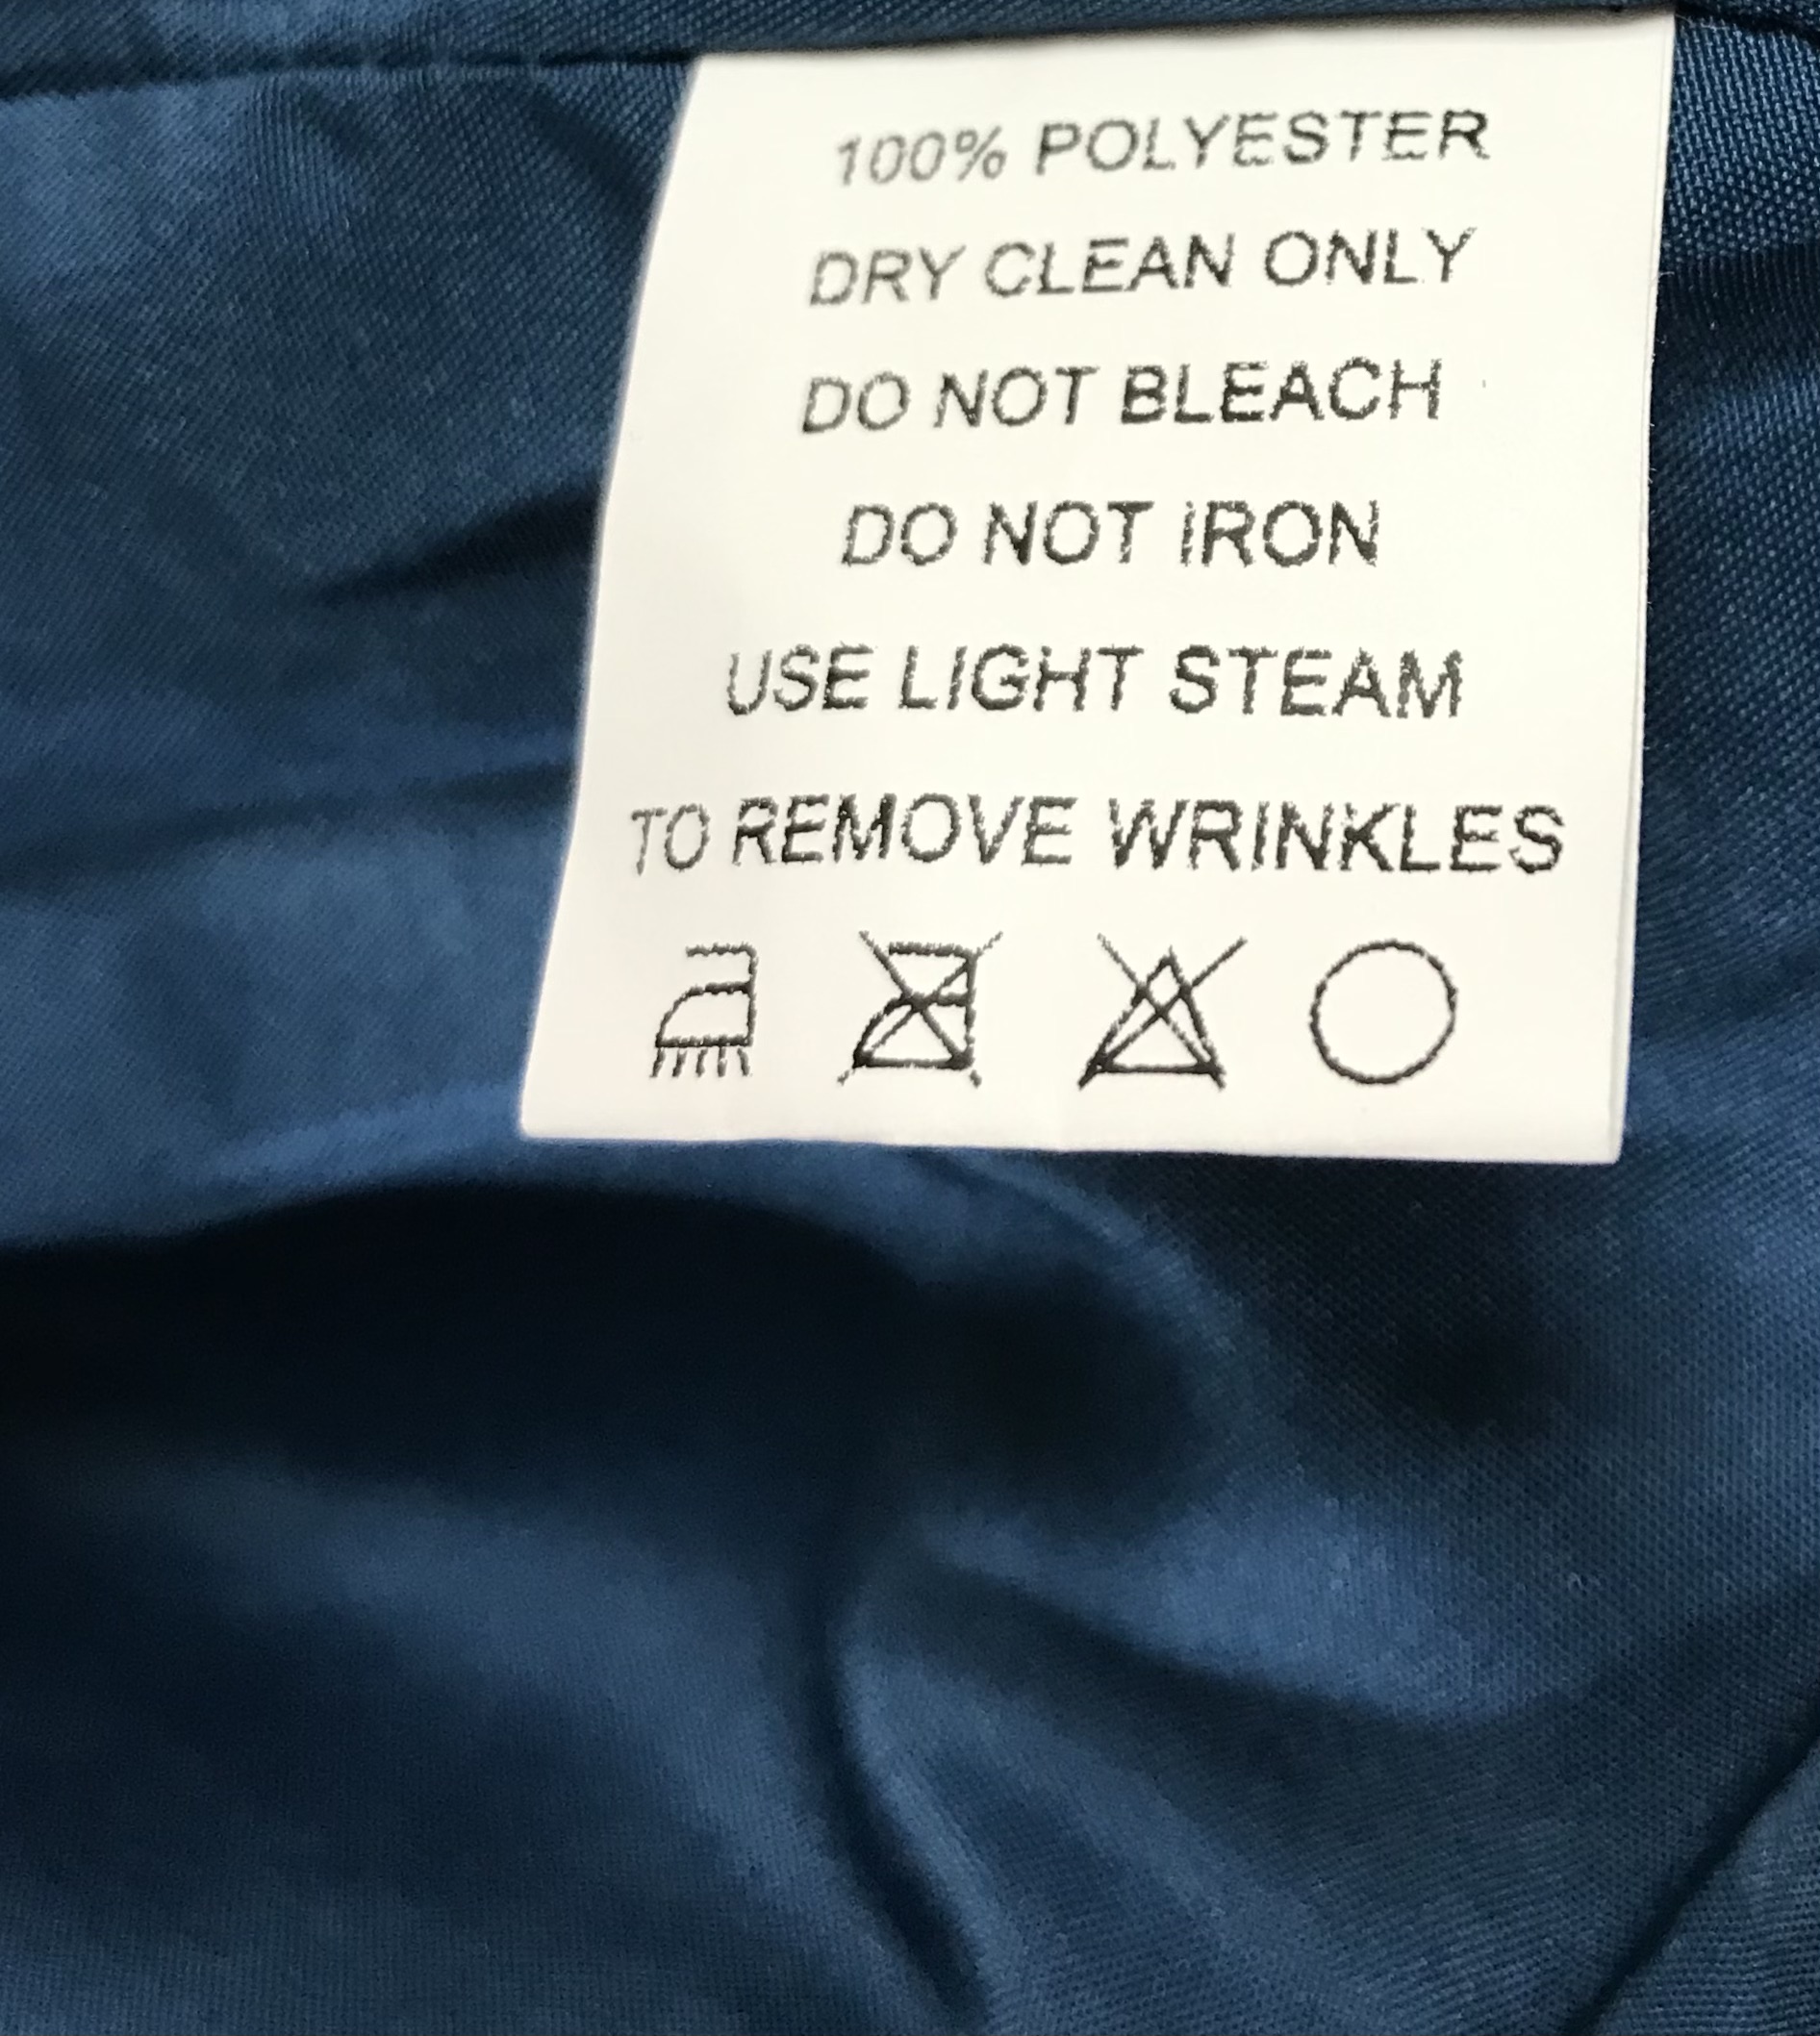 100% POLYESTER
DRY CLEAN ONLY
DO NOT BLEACH
DO NOT IRON
USE LIGHT STEAM
TO REMOVE WRINKLES